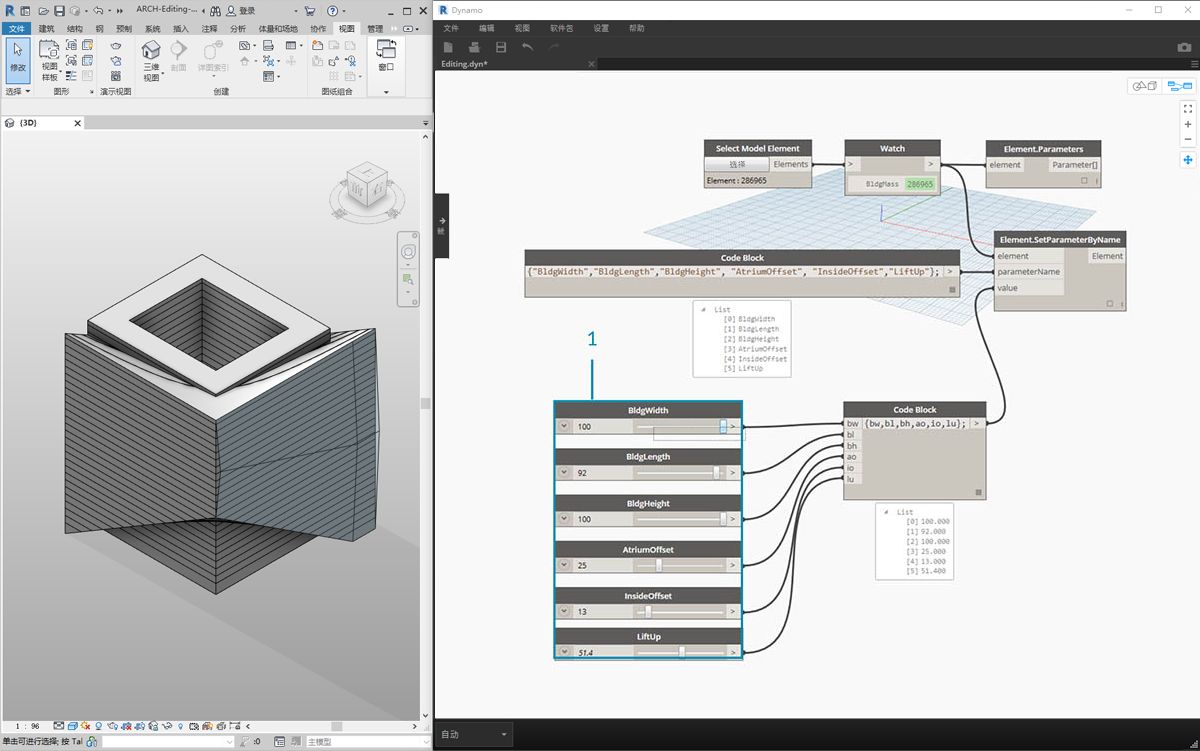 ARCH-Editing-...
登录
文件 建筑 结构 钢 预制 系统 插入 注释 分析 体量和场地 协作 视图 管理
修改
视图
样板
三维
视图
剖面
详图索引
窗口
选择
图形
演示视图
创建
图纸组合
{3D}
1 : 96
单击可进行选择; 按 Tal
:0
主模型
Dynamo
文件 编辑 视图 软件包 设置 帮助
Editing.dyn*
Select Model Element
选择
Elements
Element : 286965
Watch
>
>
BldgMass 286965
Element.Parameters
element
Parameter[]
Element.SetParameterByName
element
Element
parameterName
value
Code Block
{"BldgWidth","BldgLength","BldgHeight", "AtriumOffset", "InsideOffset","LiftUp"};
>
List
[0] BldgWidth
[1] BldgLength
[2] BldgHeight
[3] AtriumOffset
[4] InsideOffset
[5] LiftUp
1
BldgWidth
100
>
BldgLength
92
>
BldgHeight
100
>
AtriumOffset
25
>
InsideOffset
13
>
LiftUp
51.4
>
Code Block
bw {bw,bl,bh,ao,io,lu}; >
bl
bh
ao
io
lu
List
[0] 100.000
[1] 92.000
[2] 100.000
[3] 25.000
[4] 13.000
[5] 51.400
自动